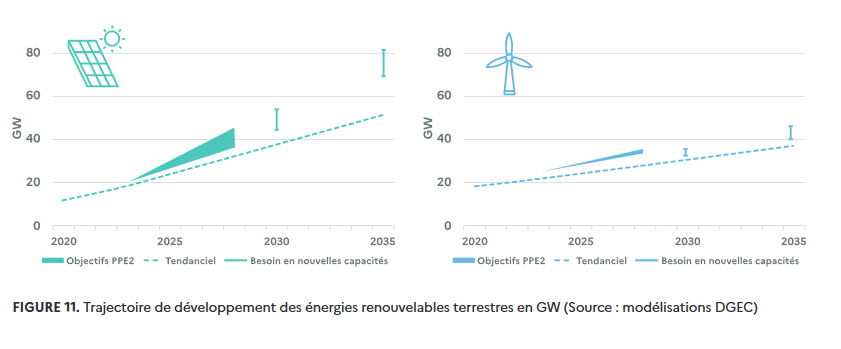 80
60
40
20
0
GW
2020 2025 2030 2035
Objectifs PPE2 Tendanciel Besoin en nouvelles capacités
80
60
40
20
0
GW
2020 2025 2030 2035
Objectifs PPE2 Tendanciel Besoin en nouvelles capacités
FIGURE 11. Trajectoire de développement des énergies renouvelables terrestres en GW (Source : modélisations DGEC)